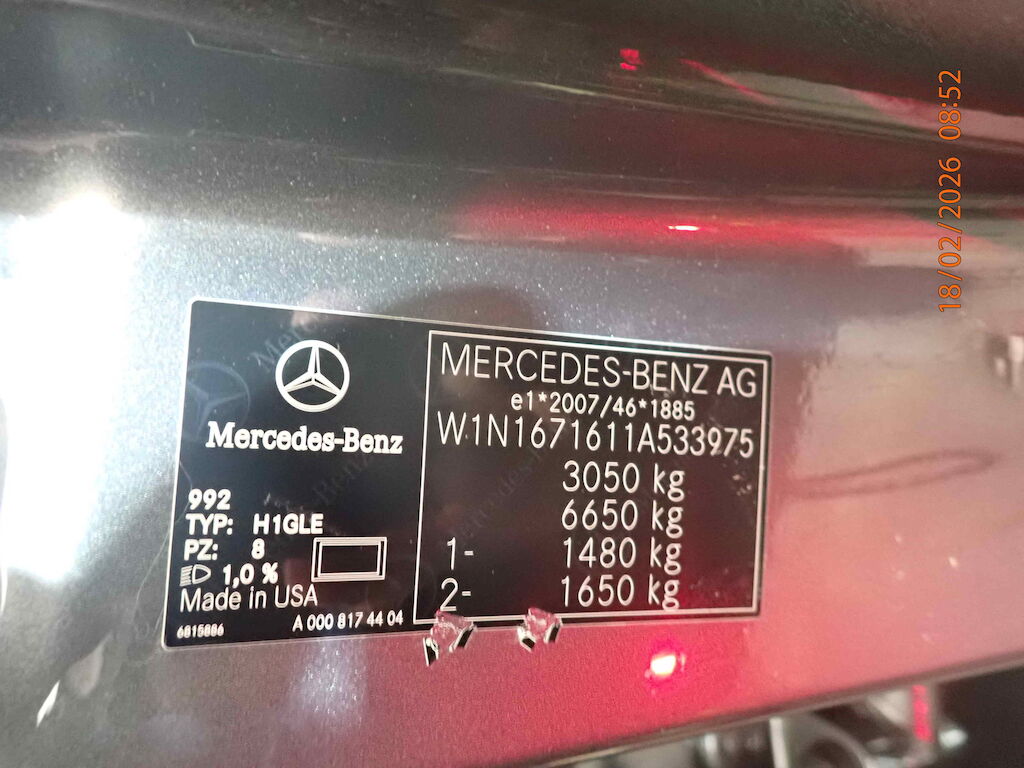 18/02/2026 08:52
Mercedes-Benz
992
TYP: H1GLE
PZ: 8
1,0 %
Made in USA
6815886
A 000 817 44 04
MERCEDES-BENZ AG
e1*2007/46*1885
W1N1671611A533975
3050 kg
6650 kg
1- 1480 kg
2- 1650 kg